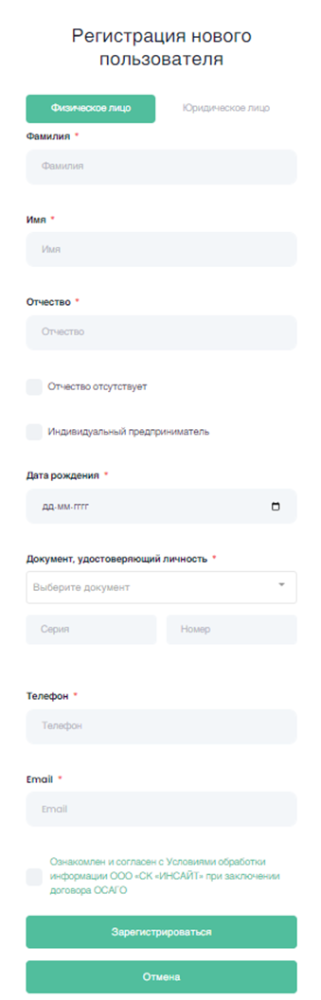 Регистрация нового
пользователя
Физическое лицо Юридическое лицо
Фамилия *
Фамилия
Имя *
Имя
Отчество *
Отчество
Отчество отсутствует
Индивидуальный предприниматель
Дата рождения *
дд-мм-гггг
Документ, удостоверяющий личность *
Выберите документ
Серия Номер
Телефон *
Телефон
Email *
Email
Ознакомлен и согласен с Условиями обработки
информации ООО «СК «ИНСАЙТ» при заключении
договора ОСАГО
Зарегистрироваться
Отмена